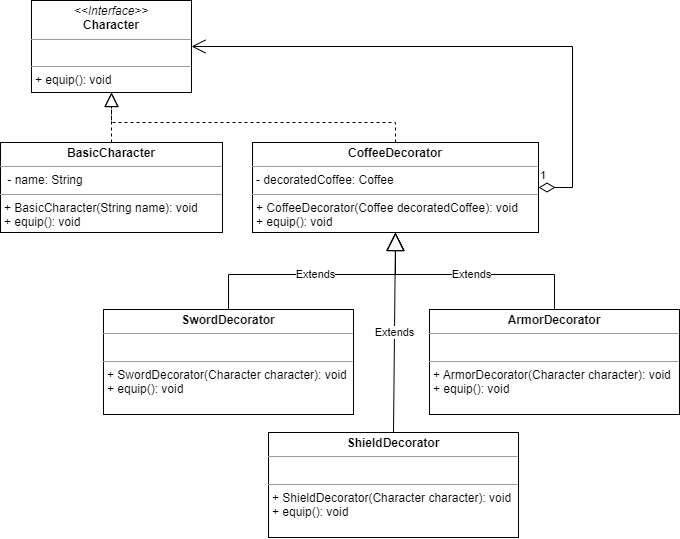 <<Interface>>
Character
+ equip(): void
BasicCharacter
- name: String
+ BasicCharacter(String name): void
+ equip(): void
CoffeeDecorator
- decoratedCoffee: Coffee
+ CoffeeDecorator(Coffee decoratedCoffee): void
+ equip(): void
1
Extends
Extends
Extends
SwordDecorator
+ SwordDecorator(Character character): void
+ equip(): void
ArmorDecorator
+ ArmorDecorator(Character character): void
+ equip(): void
ShieldDecorator
+ ShieldDecorator(Character character): void
+ equip(): void